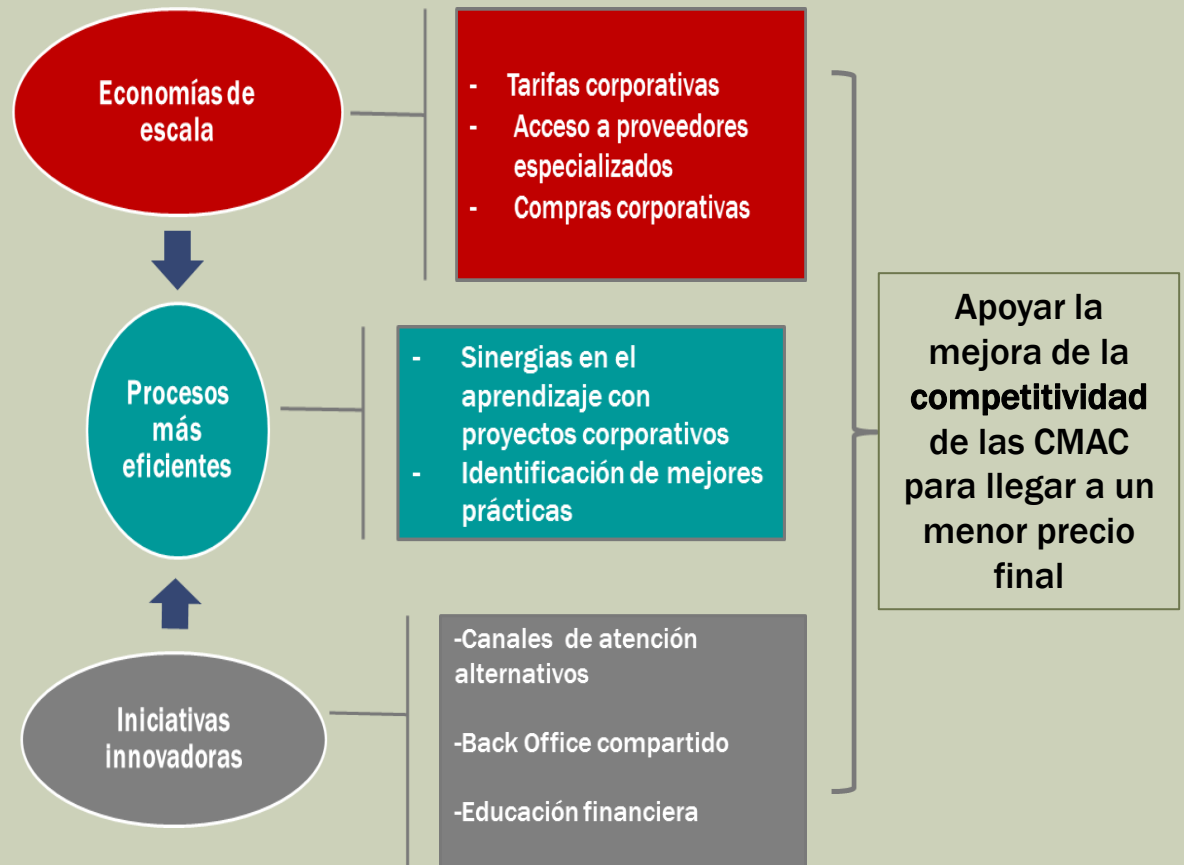 Economías de
escala
- Tarifas corporativas
- Acceso a proveedores
especializados
- Compras corporativas
Procesos
más
eficientes
- Sinergias en el
aprendizaje con
proyectos corporativos
- Identificación de mejores
prácticas
Iniciativas
innovadoras
-Canales de atención
alternativos
-Back Office compartido
-Educación financiera
Apoyar la
mejora de la
competitividad
de las CMAC
para llegar a un
menor precio
final